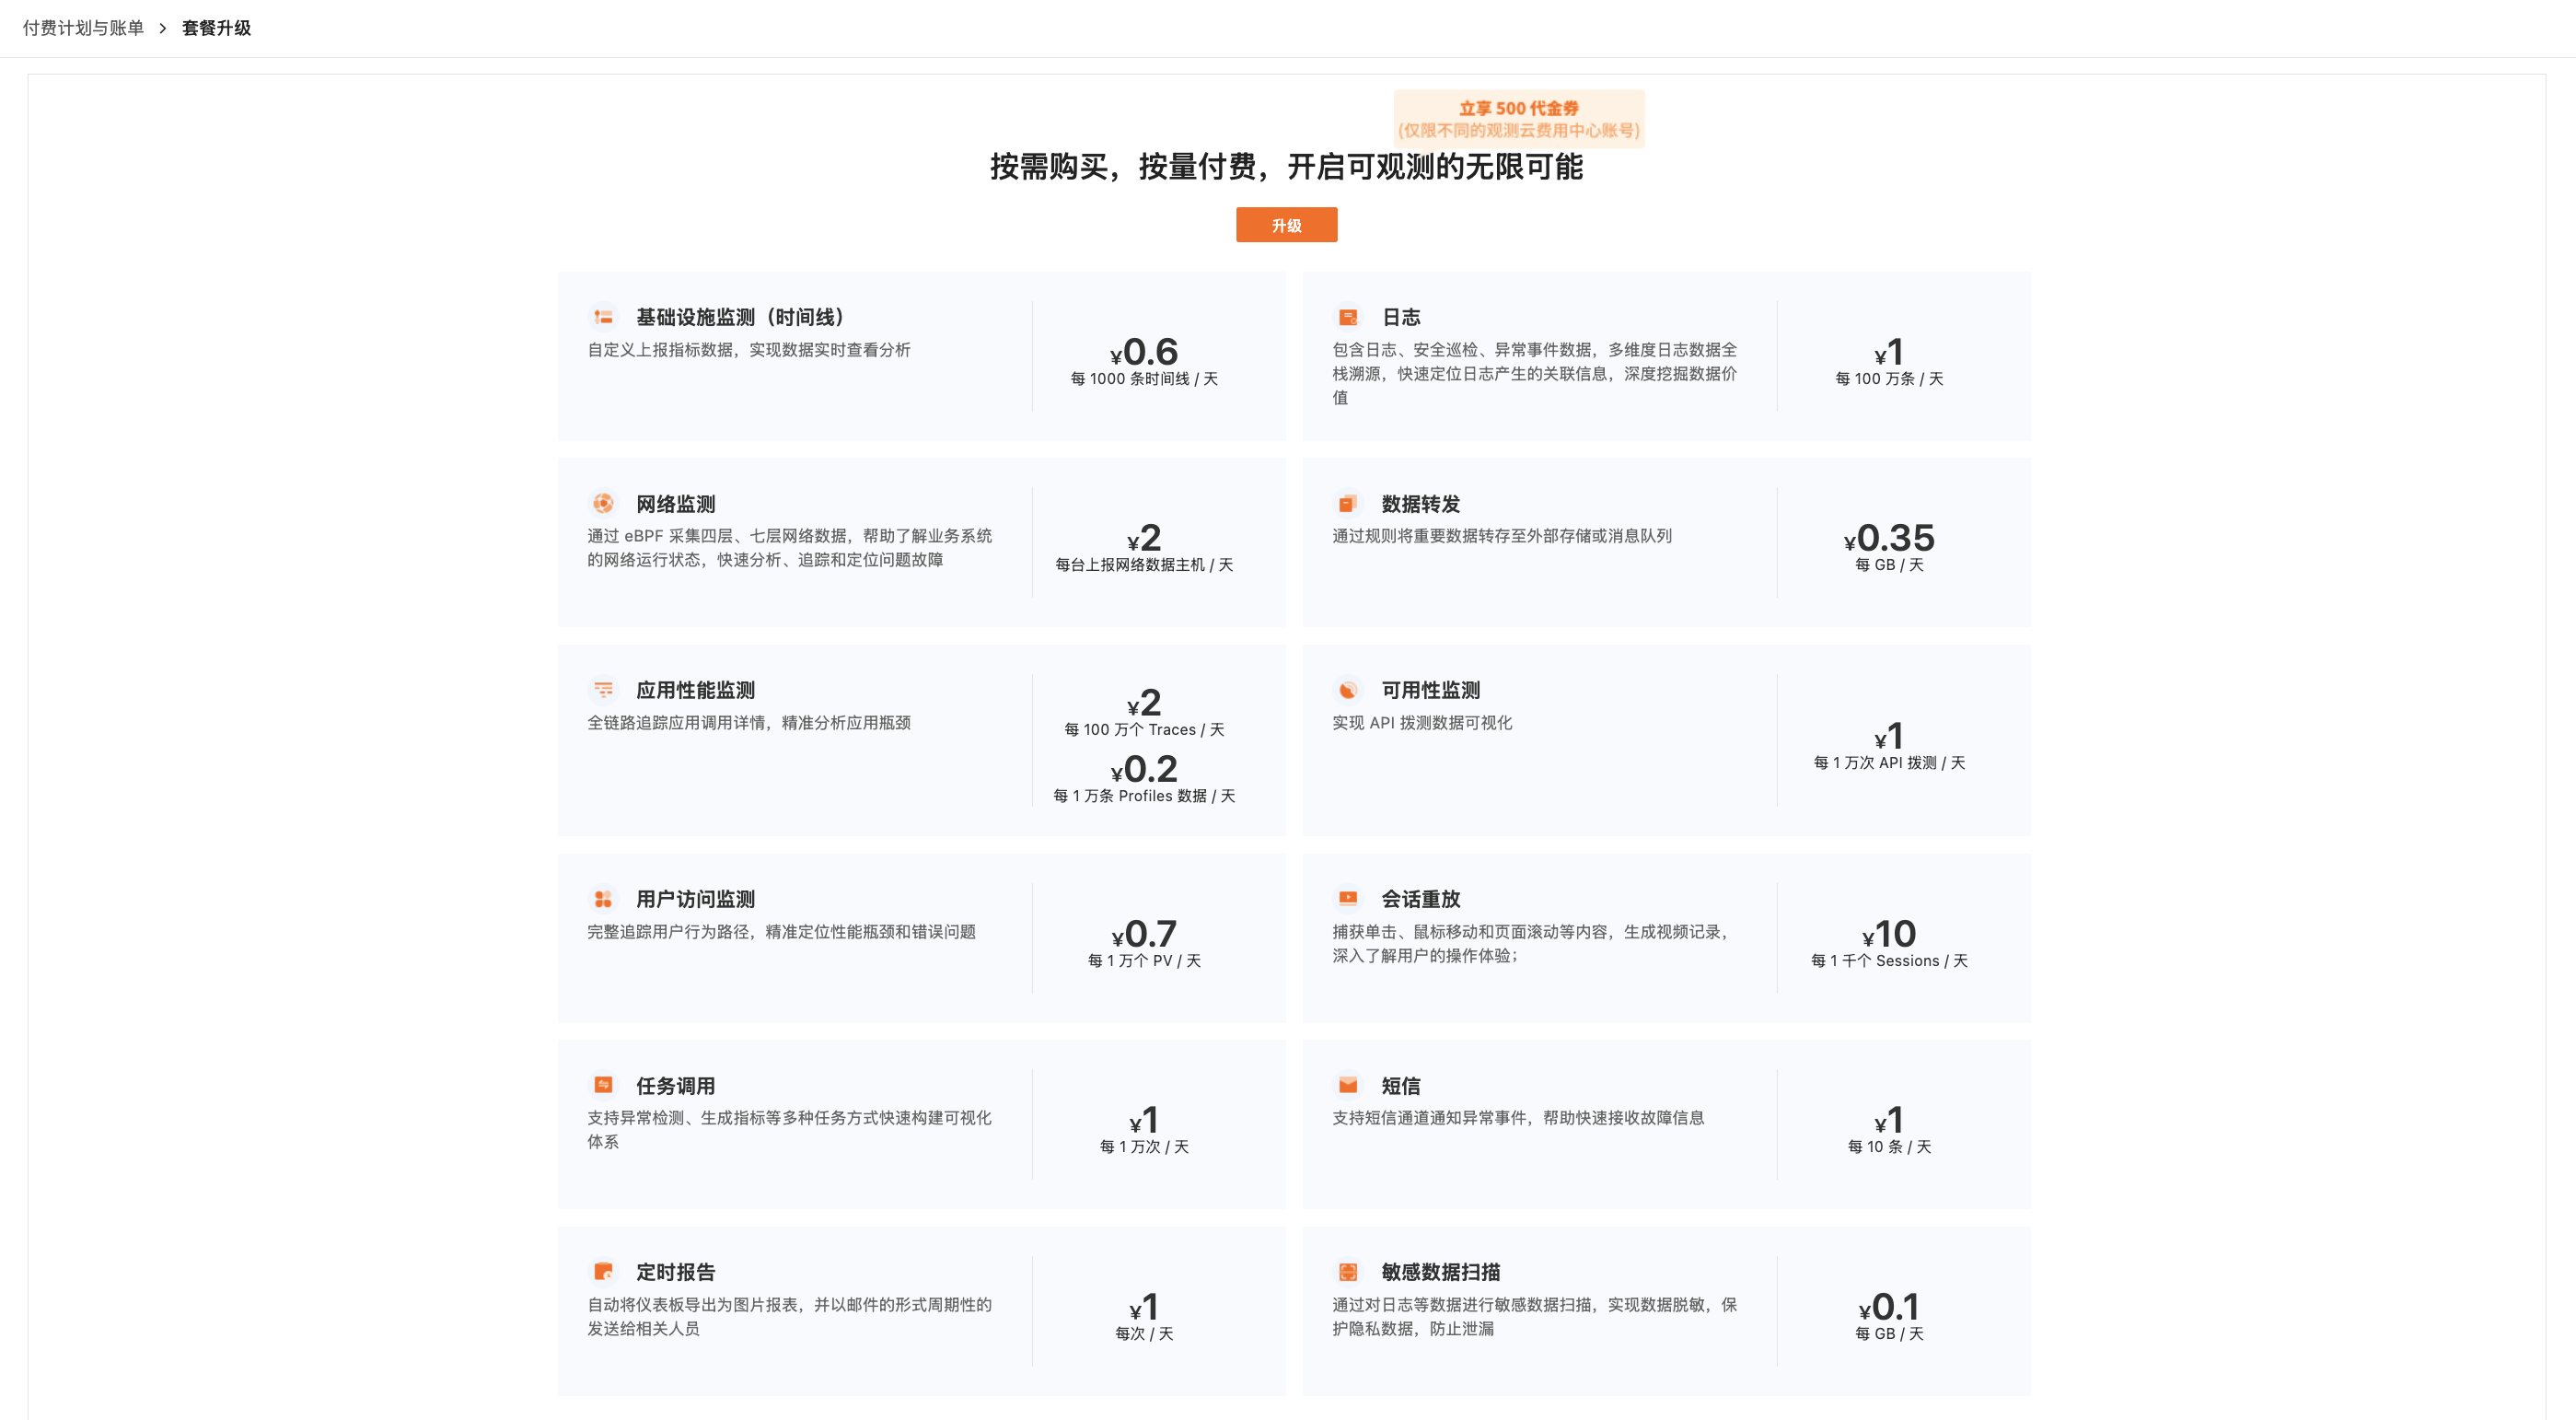 付费计划与账单 > 套餐升级
立享 500 代金券
(仅限不同的观测云费用中心账号)
按需购买，按量付费，开启可观测的无限可能
升级
基础设施监测（时间线）
自定义上报指标数据，实现数据实时查看分析
¥0.6
每 1000 条时间线 / 天
日志
包含日志、安全巡检、异常事件数据，多维度日志数据全
栈溯源，快速定位日志产生的关联信息，深度挖掘数据价
值
¥1
每 100 万条 / 天
网络监测
通过 eBPF 采集四层、七层网络数据，帮助了解业务系统
的网络运行状态，快速分析、追踪和定位问题故障
¥2
每台上报网络数据主机 / 天
数据转发
通过规则将重要数据转存至外部存储或消息队列
¥0.35
每 GB / 天
应用性能监测
全链路追踪应用调用详情，精准分析应用瓶颈
¥2
每 100 万个 Traces / 天
¥0.2
每 1 万条 Profiles 数据 / 天
可用性监测
实现 API 拨测数据可视化
¥1
每 1 万次 API 拨测 / 天
用户访问监测
完整追踪用户行为路径，精准定位性能瓶颈和错误问题
¥0.7
每 1 万个 PV / 天
会话重放
捕获单击、鼠标移动和页面滚动等内容，生成视频记录，
深入了解用户的操作体验；
¥10
每 1 千个 Sessions / 天
任务调用
支持异常检测、生成指标等多种任务方式快速构建可视化
体系
¥1
每 1 万次 / 天
短信
支持短信通道通知异常事件，帮助快速接收故障信息
¥1
每 10 条 / 天
定时报告
自动将仪表板导出为图片报表，并以邮件的形式周期性的
发送给相关人员
¥1
每次 / 天
敏感数据扫描
通过对日志等数据进行敏感数据扫描，实现数据脱敏，保
护隐私数据，防止泄漏
¥0.1
每 GB / 天